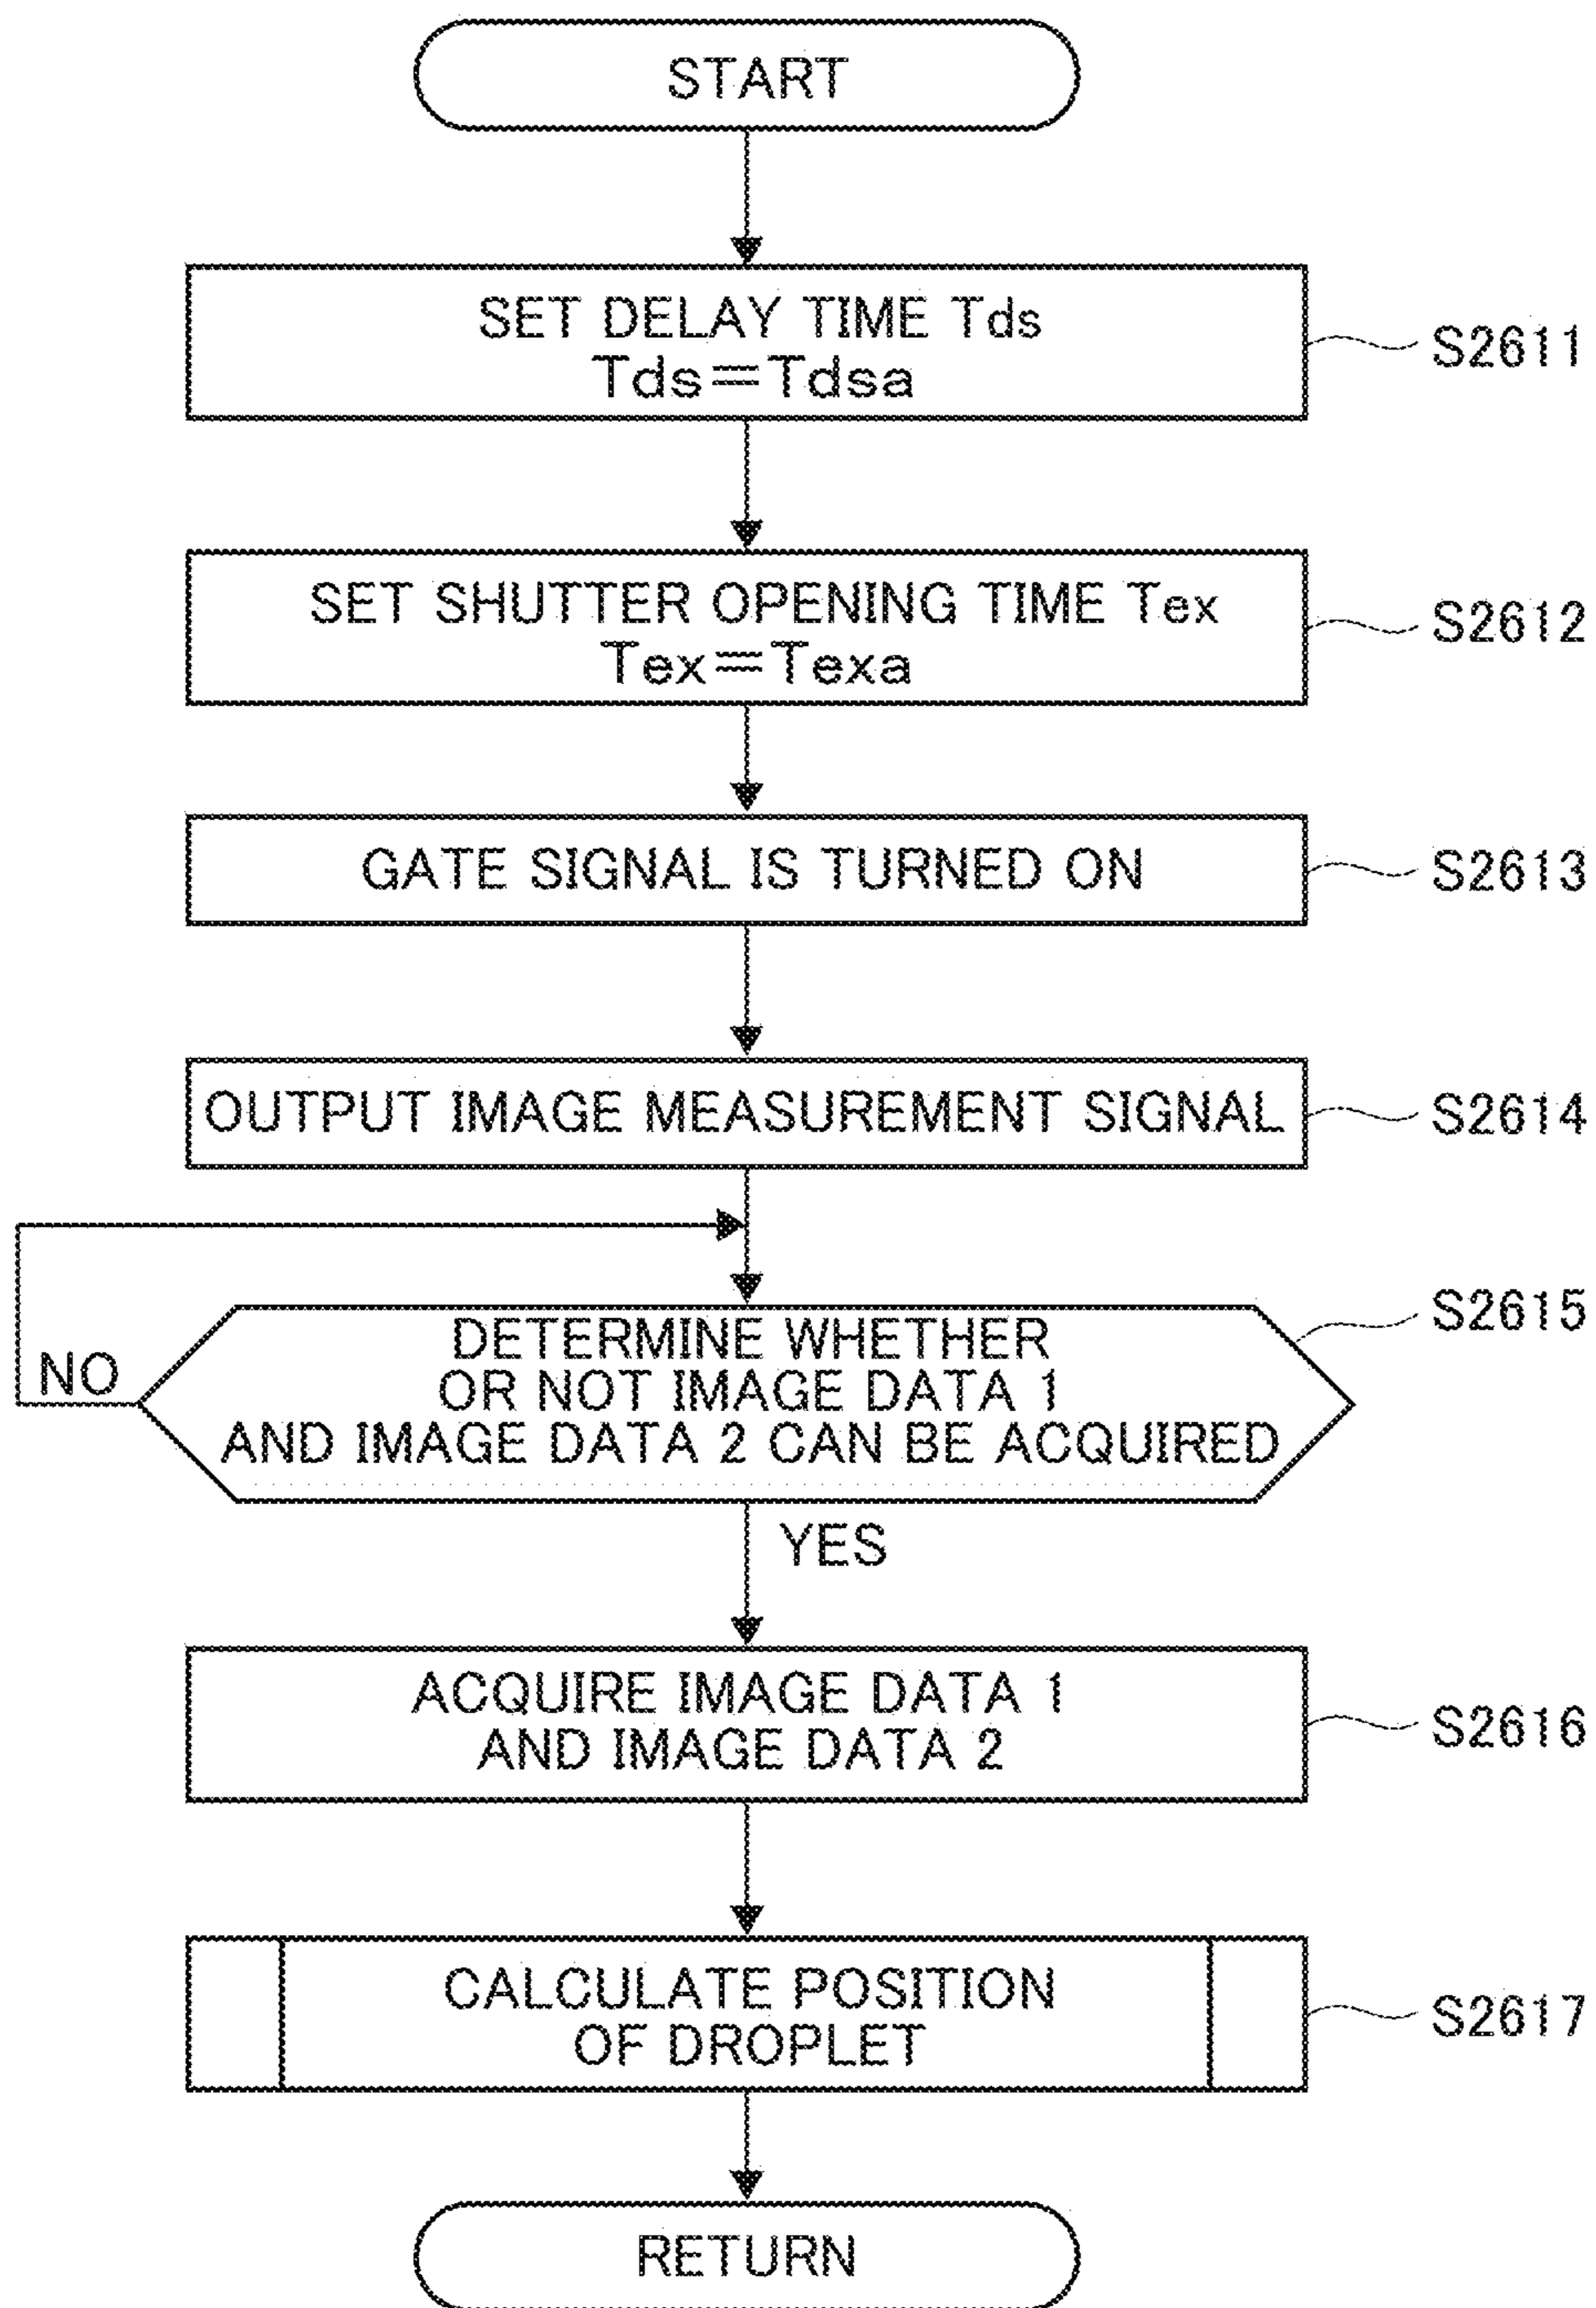 START
SET DELAY TIME Tds
Tds=Tdsa
S2611
SET SHUTTER OPENING TIME Tex
Tex=Texa
S2612
GATE SIGNAL IS TURNED ON
S2613
OUTPUT IMAGE MEASUREMENT SIGNAL
S2614
DETERMINE WHETHER
OR NOT IMAGE DATA 1
AND IMAGE DATA 2 CAN BE ACQUIRED
S2615
NO
YES
ACQUIRE IMAGE DATA 1
AND IMAGE DATA 2
S2616
CALCULATE POSITION
OF DROPLET
S2617
RETURN